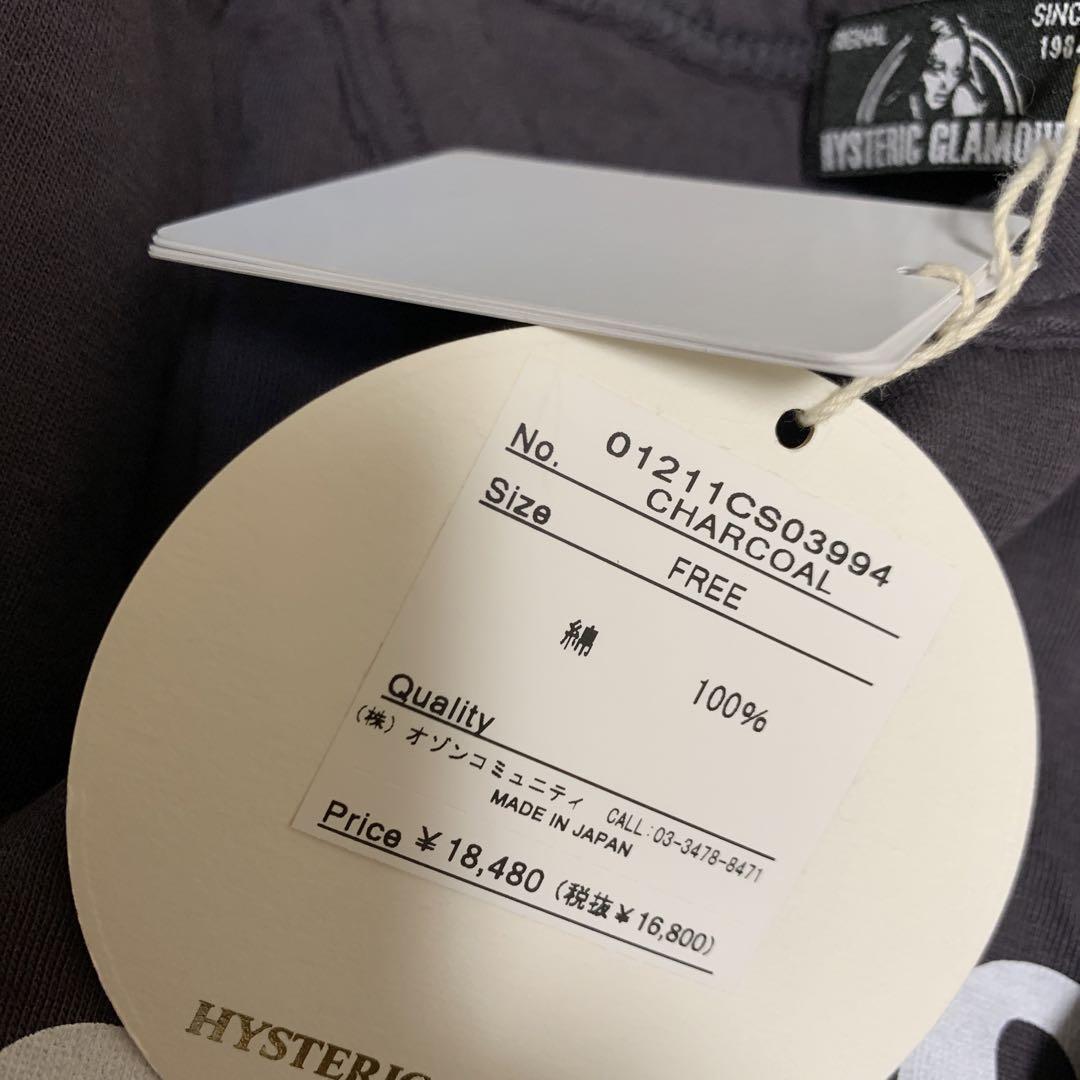 SINC
198
HYSTERIC GLAMOU
No. 01211CS03994
CHARCOAL
Size FREE
綿 100%
Quality
(株)オゾンコミュニティ CALL:03-3478-8471
MADE IN JAPAN
Price ¥18,480 (税抜¥16,800)
HYSTERIC